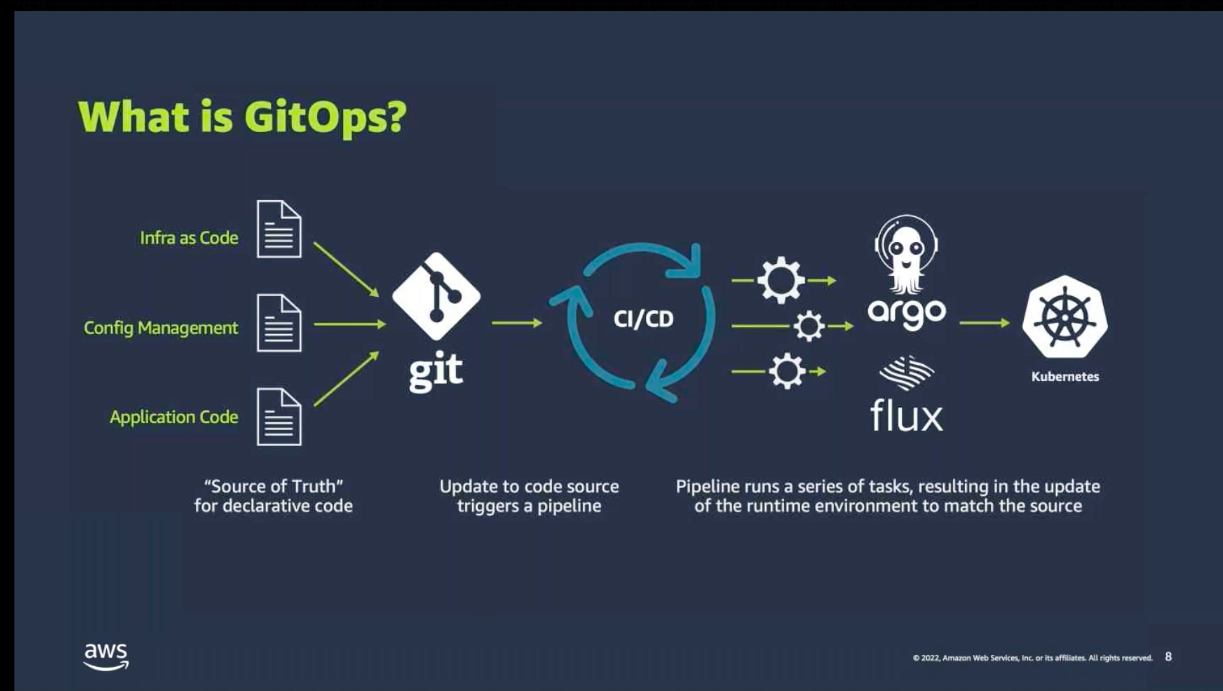 What is GitOps?
Infra as Code
Config Management
Application Code
git
CI/CD
argo
flux
Kubernetes
"Source of Truth"
for declarative code
Update to code source
triggers a pipeline
Pipeline runs a series of tasks, resulting in the update
of the runtime environment to match the source
aws
© 2022, Amazon Web Services, Inc. or its affiliates. All rights reserved. 8